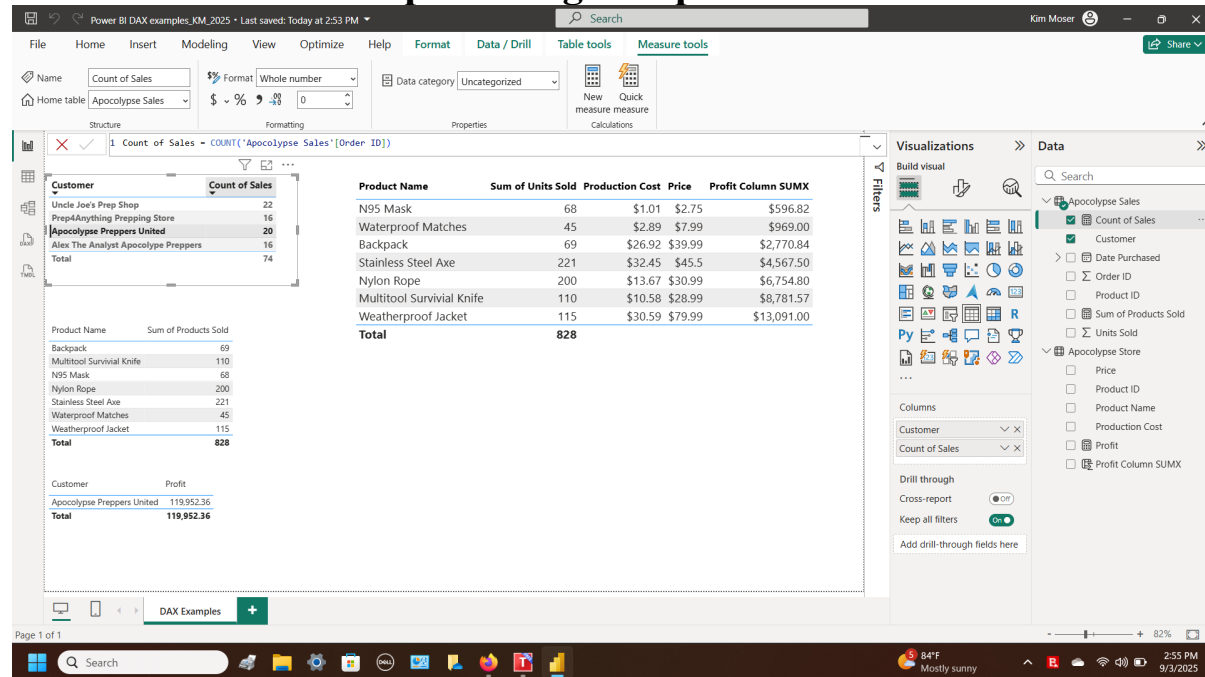 Power BI DAX examples_KM_2025 • Last saved: Today at 2:53 PM
Search
Kim Moser
File Home Insert Modeling View Optimize Help Format Data / Drill Table tools Measure tools
Share
Name Count of Sales
Format Whole number
Data category Uncategorized
Home table Apocolypse Sales
$ % 0
New measure
Quick measure
Structure Formatting Properties Calculations
1 Count of Sales = COUNT('Apocolypse Sales'[Order ID])
Customer Count of Sales
Uncle Joe's Prep Shop 22
Prep4Anything Prepping Store 16
Apocolypse Preppers United 20
Alex The Analyst Apocolype Preppers 16
Total 74
Product Name Sum of Products Sold
Backpack 69
Multitool Survivial Knife 110
N95 Mask 68
Nylon Rope 200
Stainless Steel Axe 221
Waterproof Matches 45
Weatherproof Jacket 115
Total 828
Customer Profit
Apocolypse Preppers United 119,952.36
Total 119,952.36
Product Name Sum of Units Sold Production Cost Price Profit Column SUMX
N95 Mask 68 $1.01 $2.75 $596.82
Waterproof Matches 45 $2.89 $7.99 $969.00
Backpack 69 $26.92 $39.99 $2,770.84
Stainless Steel Axe 221 $32.45 $45.5 $4,567.50
Nylon Rope 200 $13.67 $30.99 $6,754.80
Multitool Survivial Knife 110 $10.58 $28.99 $8,781.57
Weatherproof Jacket 115 $30.59 $79.99 $13,091.00
Total 828
Filters
Visualizations
Build visual
R
Py
123
...
Columns
Customer
Count of Sales
Drill through
Cross-report Off
Keep all filters On
Add drill-through fields here
Data
Search
Apocolypse Sales
Count of Sales
Customer
Date Purchased
Order ID
Product ID
Sum of Products Sold
Units Sold
Apocolypse Store
Price
Product ID
Product Name
Production Cost
Profit
Profit Column SUMX
DAX
TMDL
DAX Examples
+
Page 1 of 1
- + 82%
Search
DELL
5
84°F
Mostly sunny
2:55 PM
9/3/2025